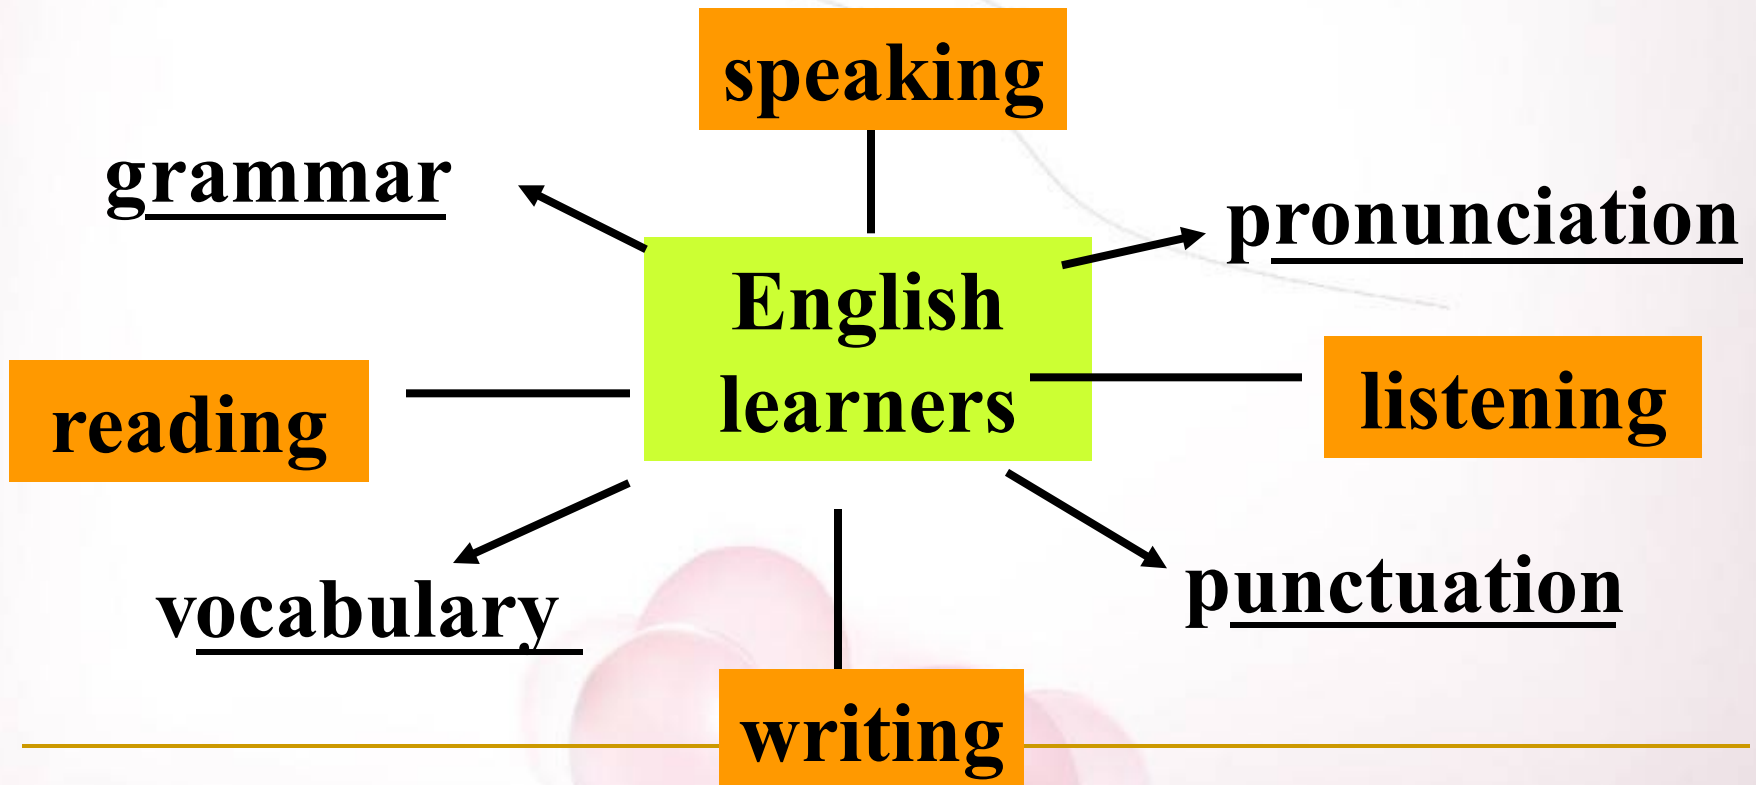 speaking
grammar
pronunciation
English
learners
reading
listening
vocabulary
punctuation
writing